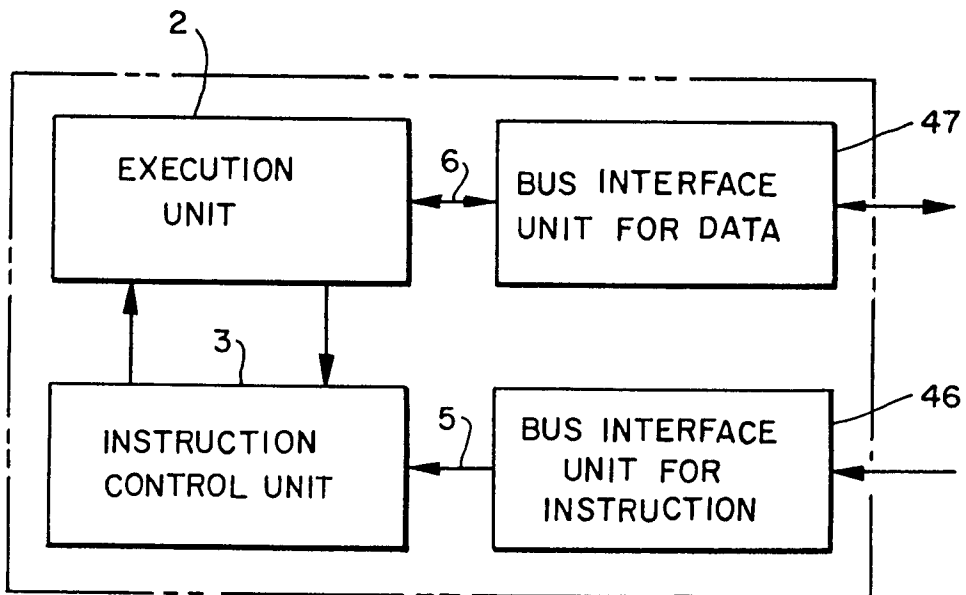 2
EXECUTION
UNIT
6
BUS INTERFACE
UNIT FOR DATA
47
3
INSTRUCTION
CONTROL UNIT
5
BUS INTERFACE
UNIT FOR
INSTRUCTION
46